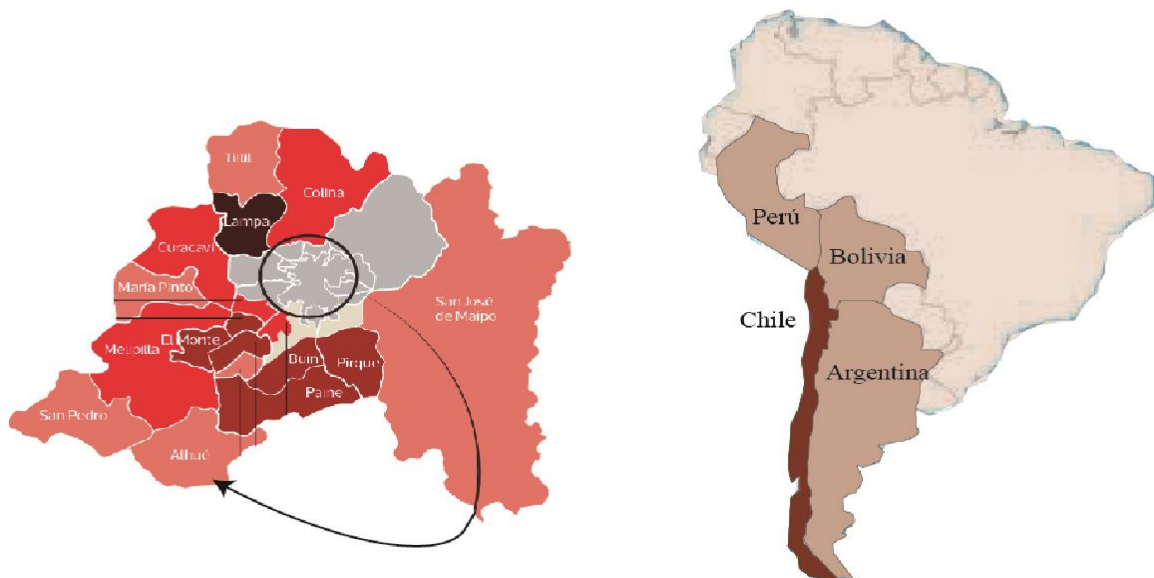 Tiltil
Colina
Lampa
Curacaví
María Pinto
San José
de Maipo
El Monte
Melipilla
Buin
Pirque
Paine
San Pedro
Alhué
Perú
Bolivia
Chile
Argentina